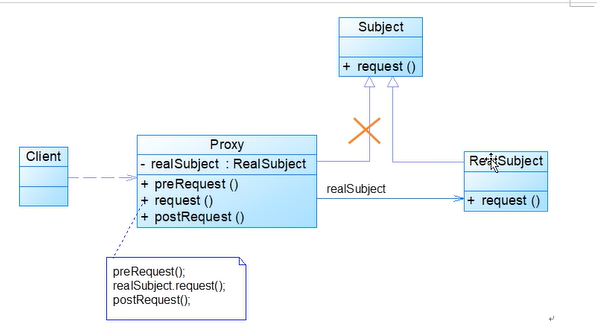 Subject
+ request ()
Client
Proxy
- realSubject : RealSubject
+ preRequest ()
+ request ()
+ postRequest ()
realSubject
RealSubject
+ request ()
preRequest();
realSubject.request();
postRequest();